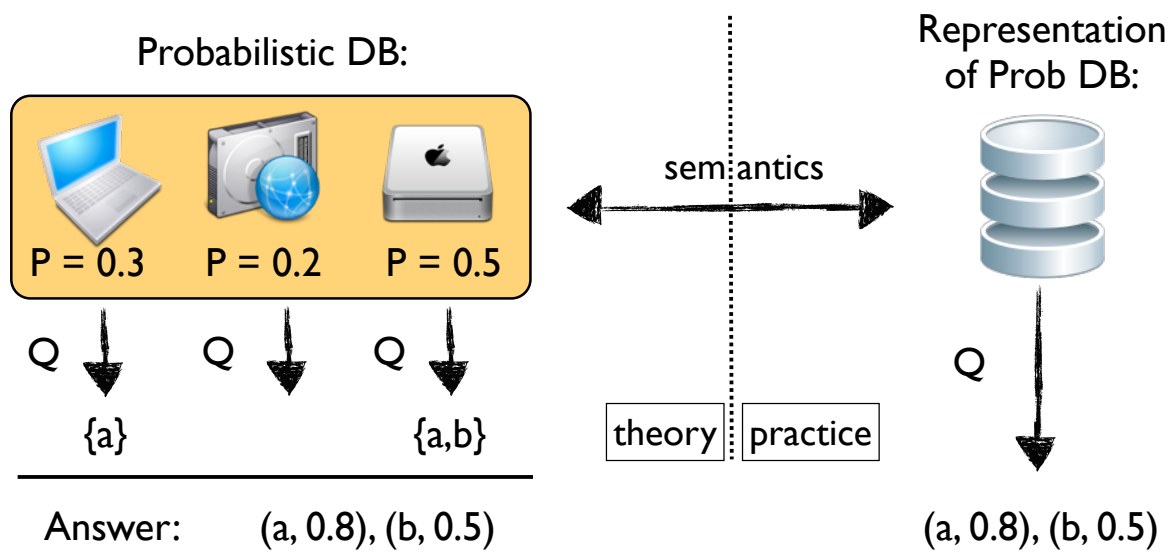 Probabilistic DB:
Representation
of Prob DB:
semantics
P = 0.3
P = 0.2
P = 0.5
Q
Q
Q
Q
{a}
{a,b}
theory
practice
Answer:
(a, 0.8), (b, 0.5)
(a, 0.8), (b, 0.5)